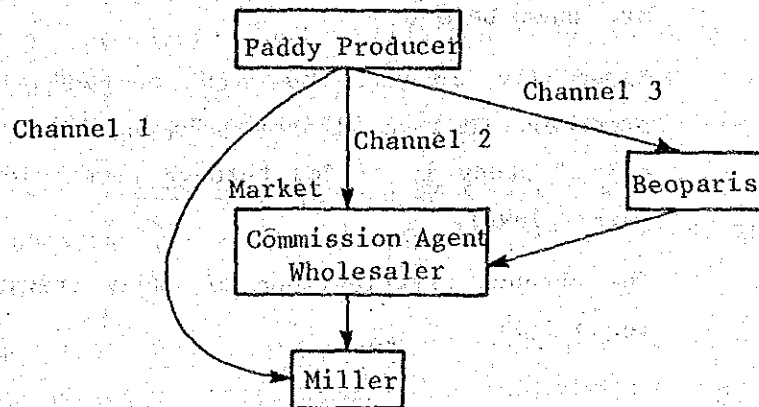 Paddy Producer
Channel 1
Channel 2
Channel 3
Beoparis
Market
Commission Agent
Wholesaler
Miller